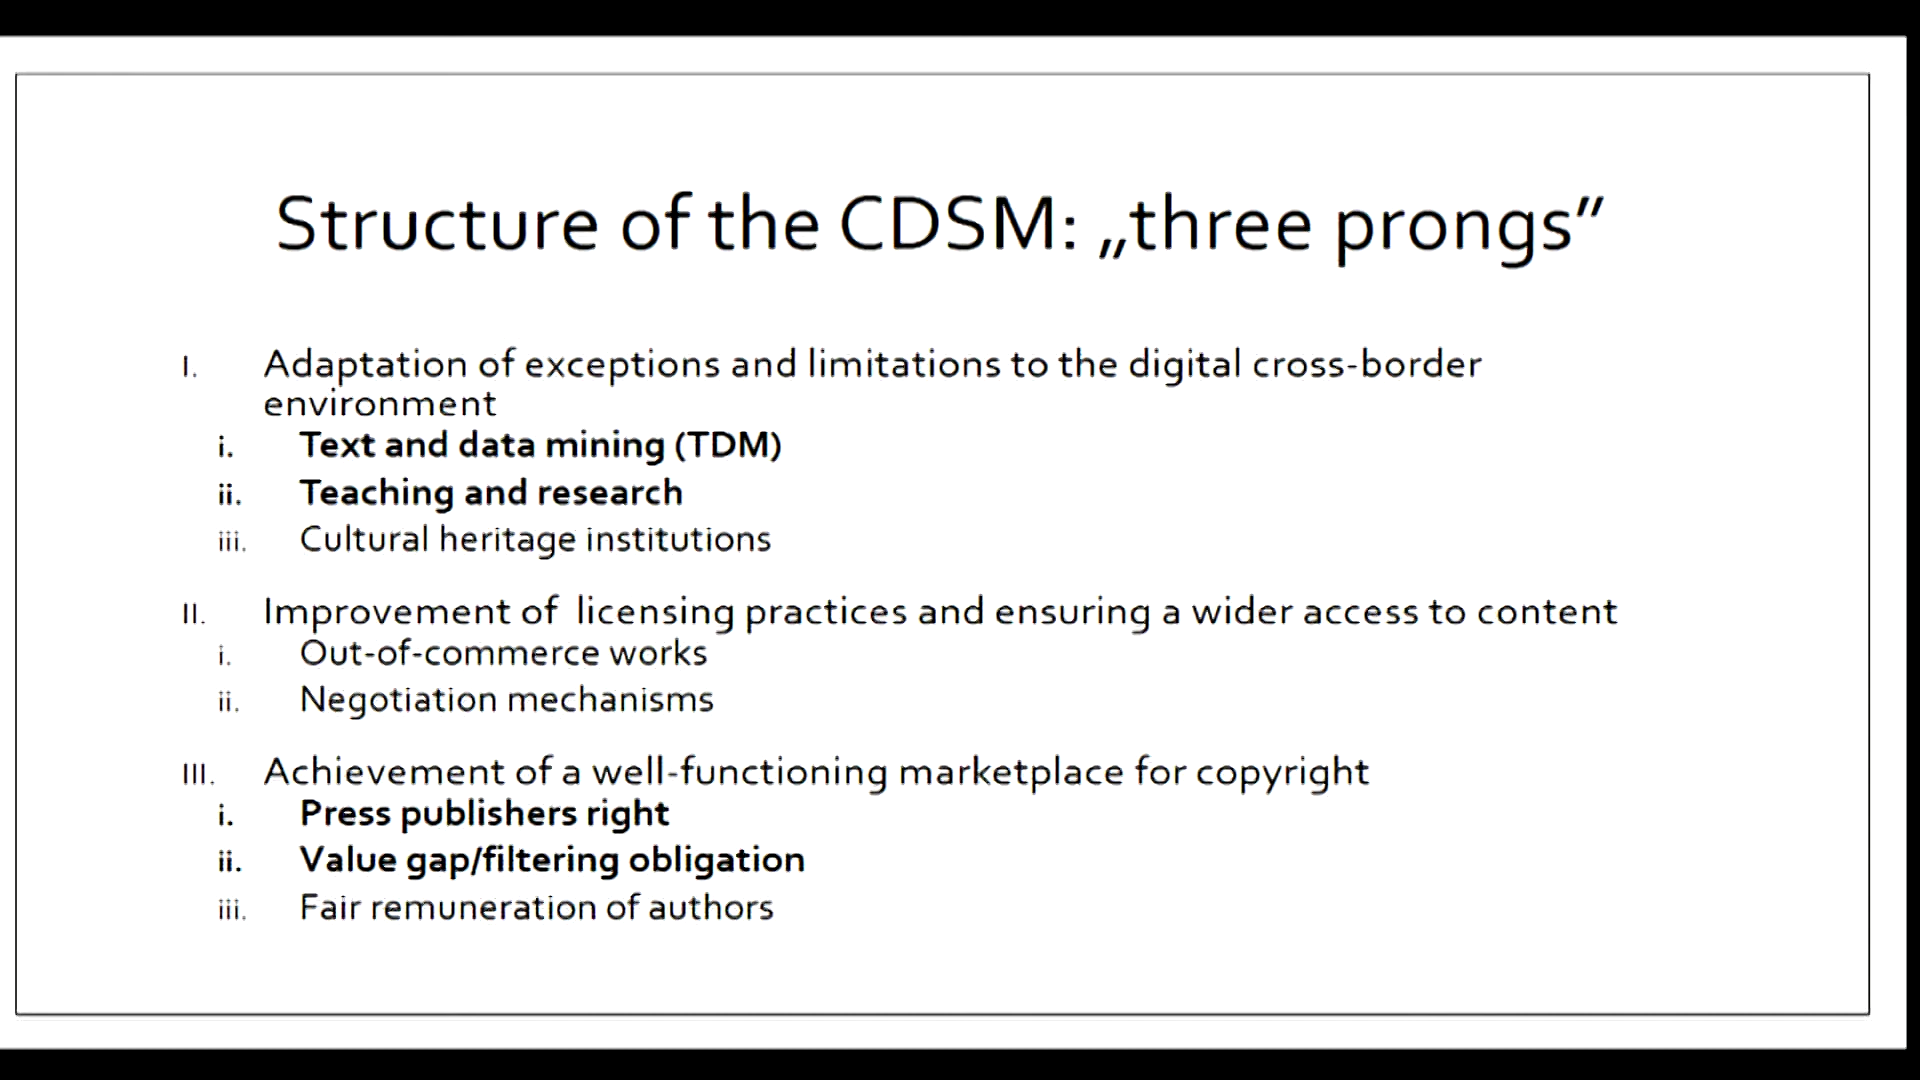 Structure of the CDSM: „three prongs”
I. Adaptation of exceptions and limitations to the digital cross-border
environment
i. Text and data mining (TDM)
ii. Teaching and research
iii. Cultural heritage institutions
II. Improvement of licensing practices and ensuring a wider access to content
i. Out-of-commerce works
ii. Negotiation mechanisms
III. Achievement of a well-functioning marketplace for copyright
i. Press publishers right
ii. Value gap/filtering obligation
iii. Fair remuneration of authors